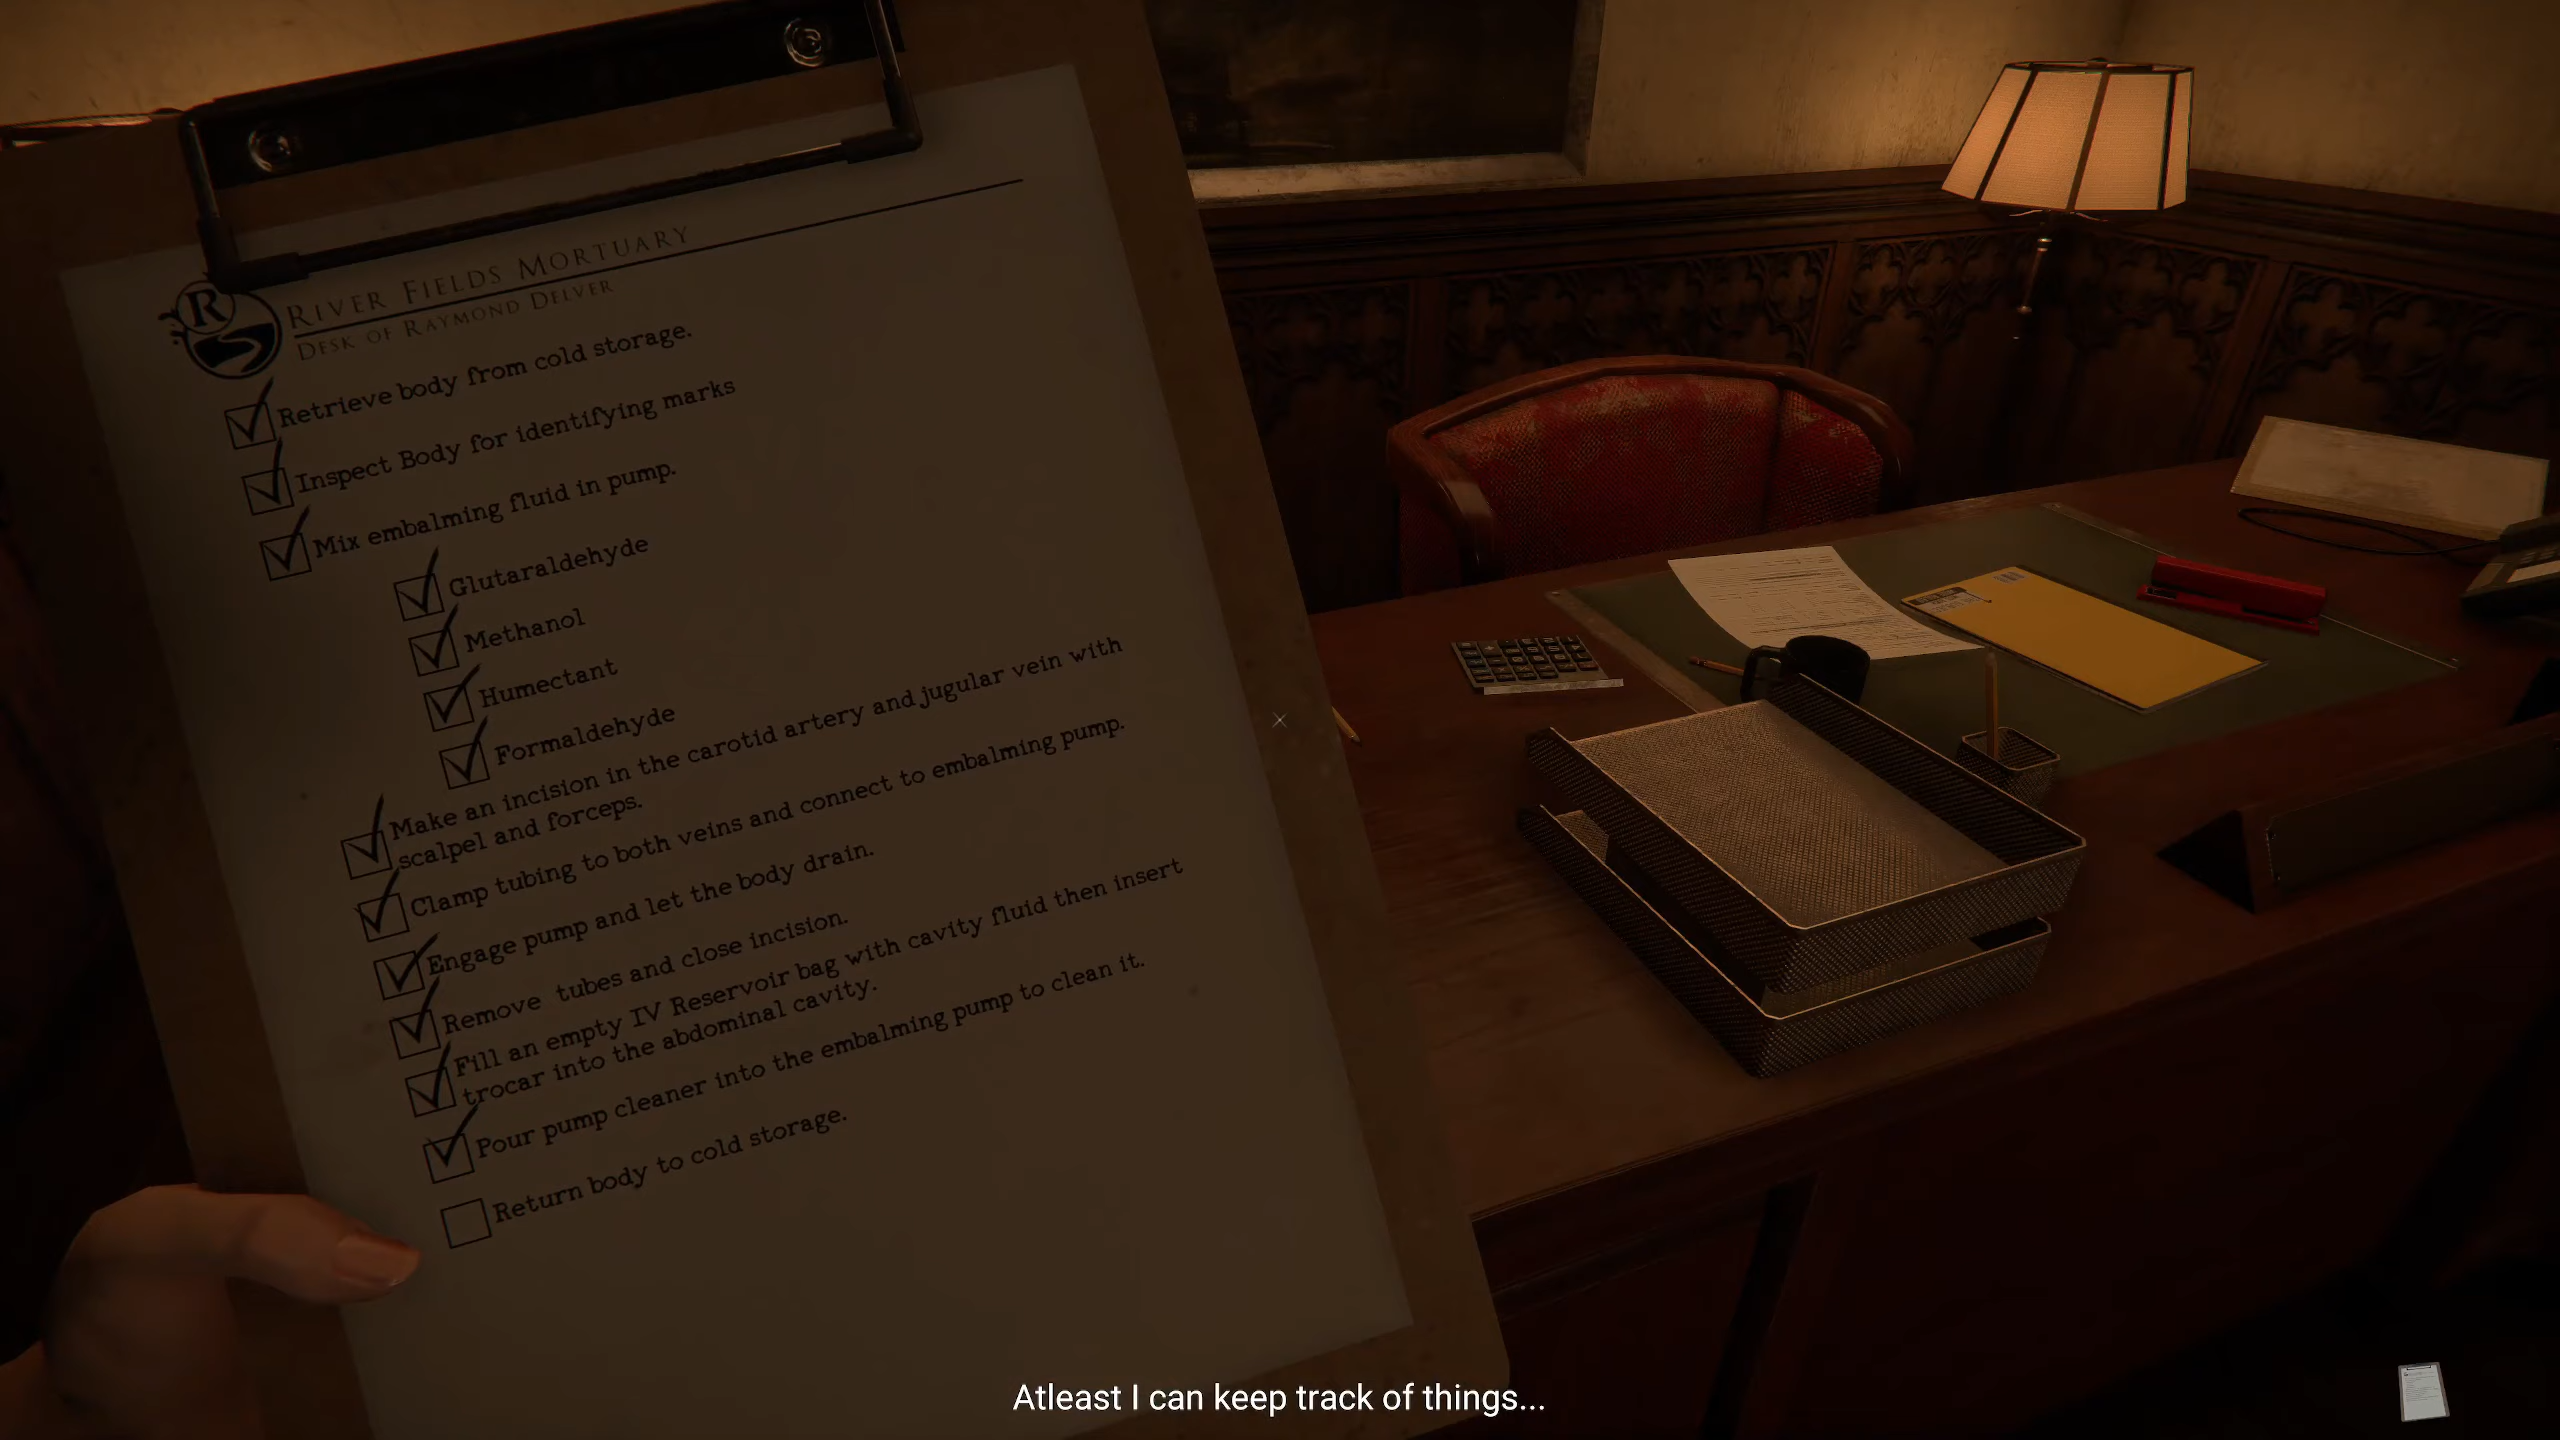 RIVER FIELDS MORTUARY
DESK OF RAYMOND DELVER
Retrieve body from cold storage.
Inspect Body for identifying marks
Mix embalming fluid in pump.
Glutaraldehyde
Methanol
Humectant
Formaldehyde
Make an incision in the carotid artery and jugular vein with
scalpel and forceps.
Clamp tubing to both veins and connect to embalming pump.
Engage pump and let the body drain.
Remove tubes and close incision.
Fill an empty IV Reservoir bag with cavity fluid then insert
trocar into the abdominal cavity.
Pour pump cleaner into the embalming pump to clean it.
Return body to cold storage.
Atleast I can keep track of things...